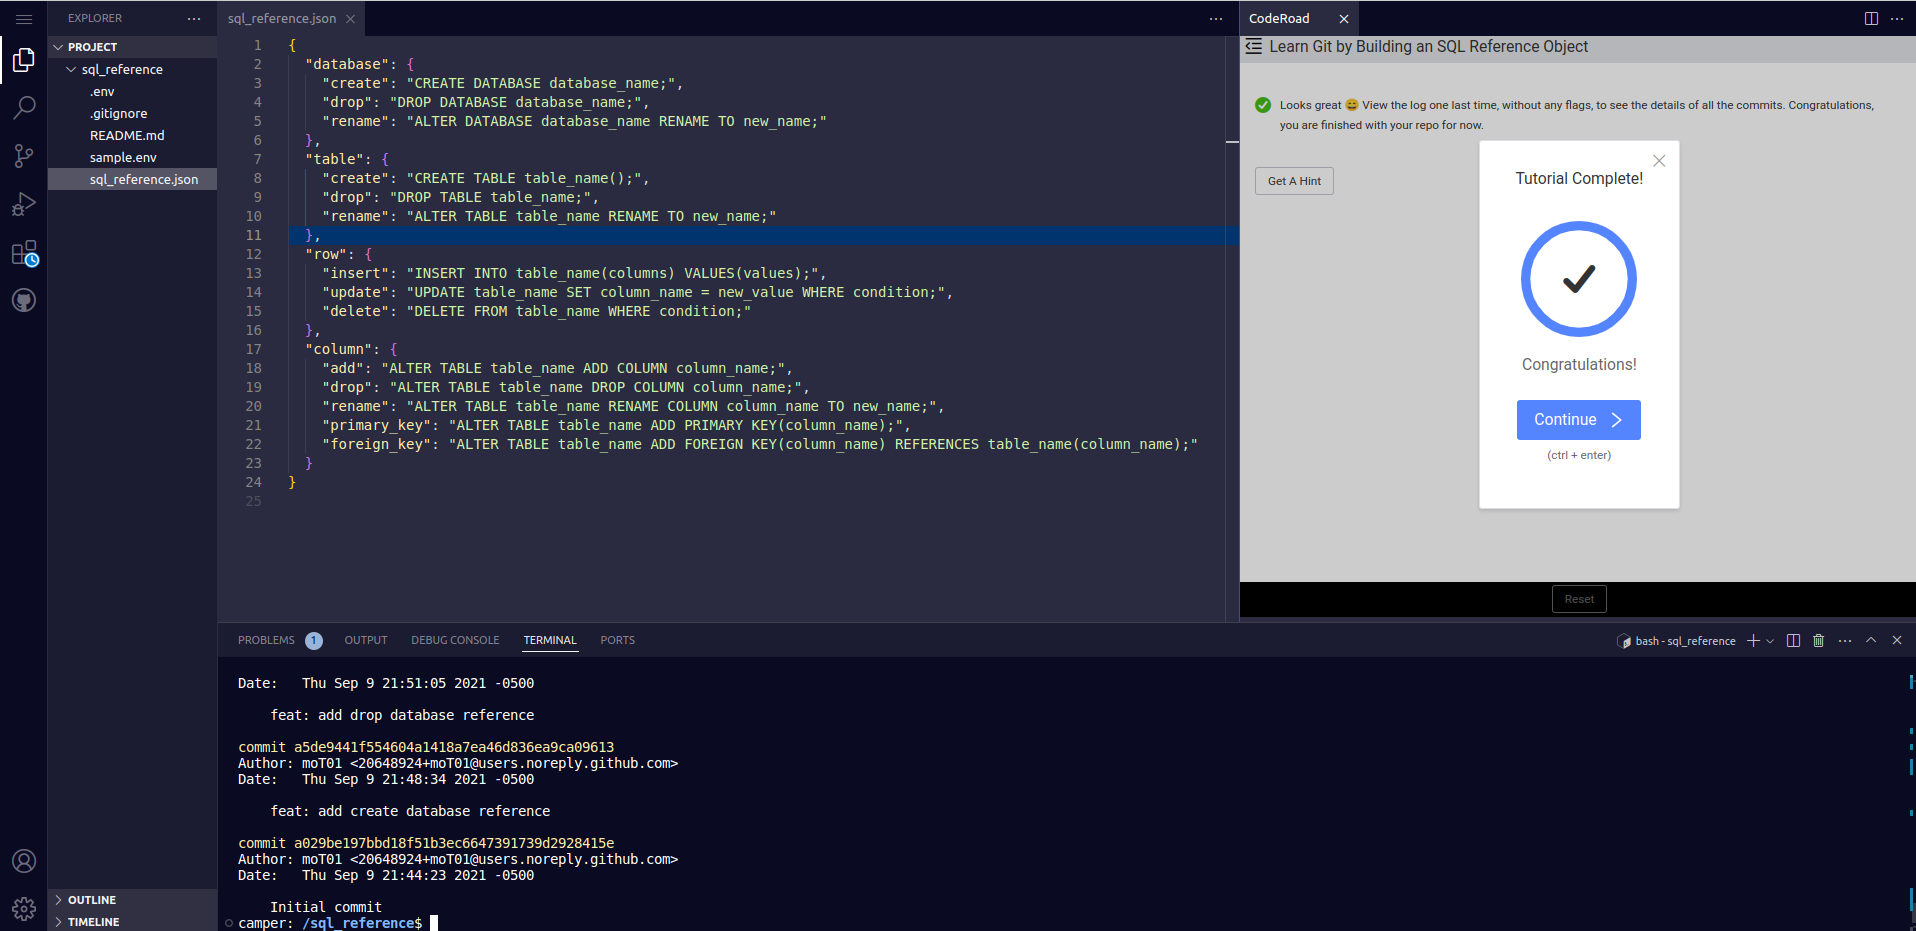 EXPLORER
PROJECT
sql_reference
.env
.gitignore
README.md
sample.env
sql_reference.json
OUTLINE
TIMELINE
sql_reference.json
1 {
2 "database": {
3 "create": "CREATE DATABASE database_name;",
4 "drop": "DROP DATABASE database_name;",
5 "rename": "ALTER DATABASE database_name RENAME TO new_name;"
6 },
7 "table": {
8 "create": "CREATE TABLE table_name();",
9 "drop": "DROP TABLE table_name;",
10 "rename": "ALTER TABLE table_name RENAME TO new_name;"
11 },
12 "row": {
13 "insert": "INSERT INTO table_name(columns) VALUES(values);",
14 "update": "UPDATE table_name SET column_name = new_value WHERE condition;",
15 "delete": "DELETE FROM table_name WHERE condition;"
16 },
17 "column": {
18 "add": "ALTER TABLE table_name ADD COLUMN column_name;",
19 "drop": "ALTER TABLE table_name DROP COLUMN column_name;",
20 "rename": "ALTER TABLE table_name RENAME COLUMN column_name TO new_name;",
21 "primary_key": "ALTER TABLE table_name ADD PRIMARY KEY(column_name);",
22 "foreign_key": "ALTER TABLE table_name ADD FOREIGN KEY(column_name) REFERENCES table_name(column_name);"
23 }
24 }
25
CodeRoad
Learn Git by Building an SQL Reference Object
Looks great 😄 View the log one last time, without any flags, to see the details of all the commits. Congratulations,
you are finished with your repo for now.
Get A Hint
Tutorial Complete!
Congratulations!
Continue
(ctrl + enter)
Reset
PROBLEMS 1 OUTPUT DEBUG CONSOLE TERMINAL PORTS
bash - sql_reference
Date:   Thu Sep 9 21:51:05 2021 -0500
feat: add drop database reference
commit a5de9441f554604a1418a7ea46d836ea9ca09613
Author: moT01 <20648924+moT01@users.noreply.github.com>
Date:   Thu Sep 9 21:48:34 2021 -0500
feat: add create database reference
commit a029be197bbd18f51b3ec6647391739d2928415e
Author: moT01 <20648924+moT01@users.noreply.github.com>
Date:   Thu Sep 9 21:44:23 2021 -0500
Initial commit
camper: /sql_reference$